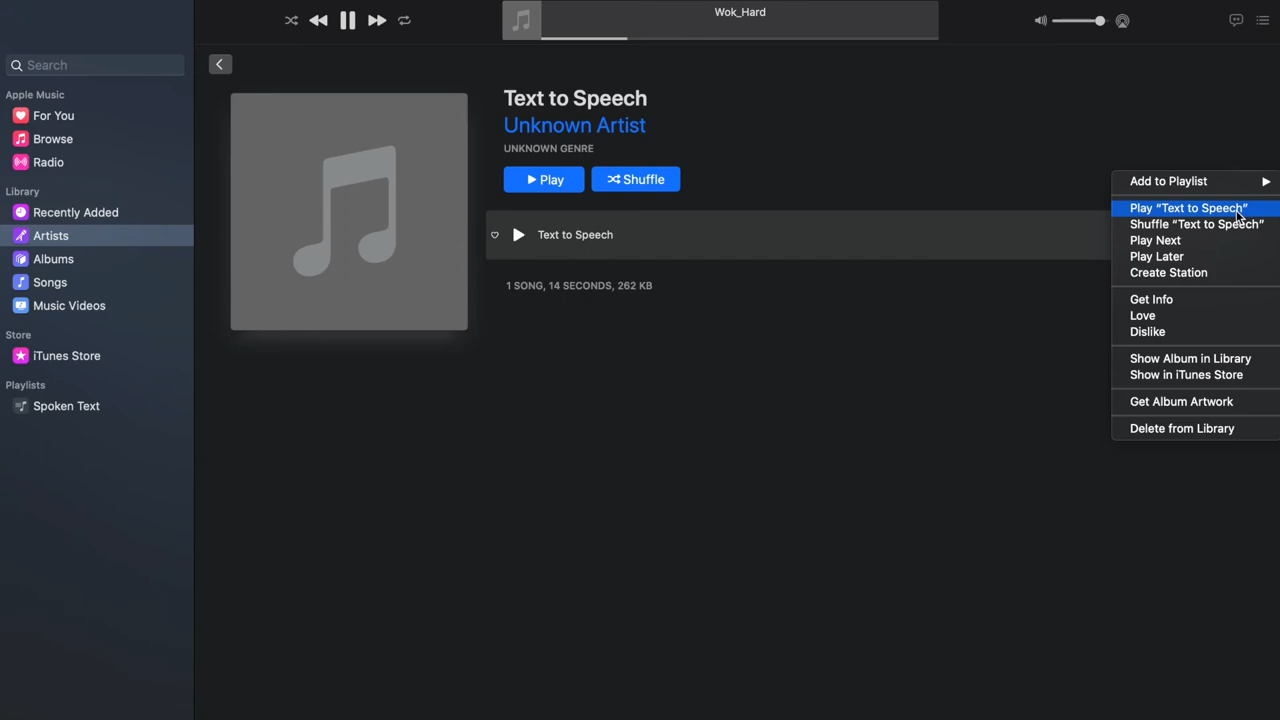 Wok_Hard
Search
Apple Music
For You
Browse
Radio
Library
Recently Added
Artists
Albums
Songs
Music Videos
Store
iTunes Store
Playlists
Spoken Text
Text to Speech
Unknown Artist
UNKNOWN GENRE
Play
Shuffle
Text to Speech
1 SONG, 14 SECONDS, 262 KB
Add to Playlist
Play “Text to Speech”
Shuffle “Text to Speech”
Play Next
Play Later
Create Station
Get Info
Love
Dislike
Show Album in Library
Show in iTunes Store
Get Album Artwork
Delete from Library